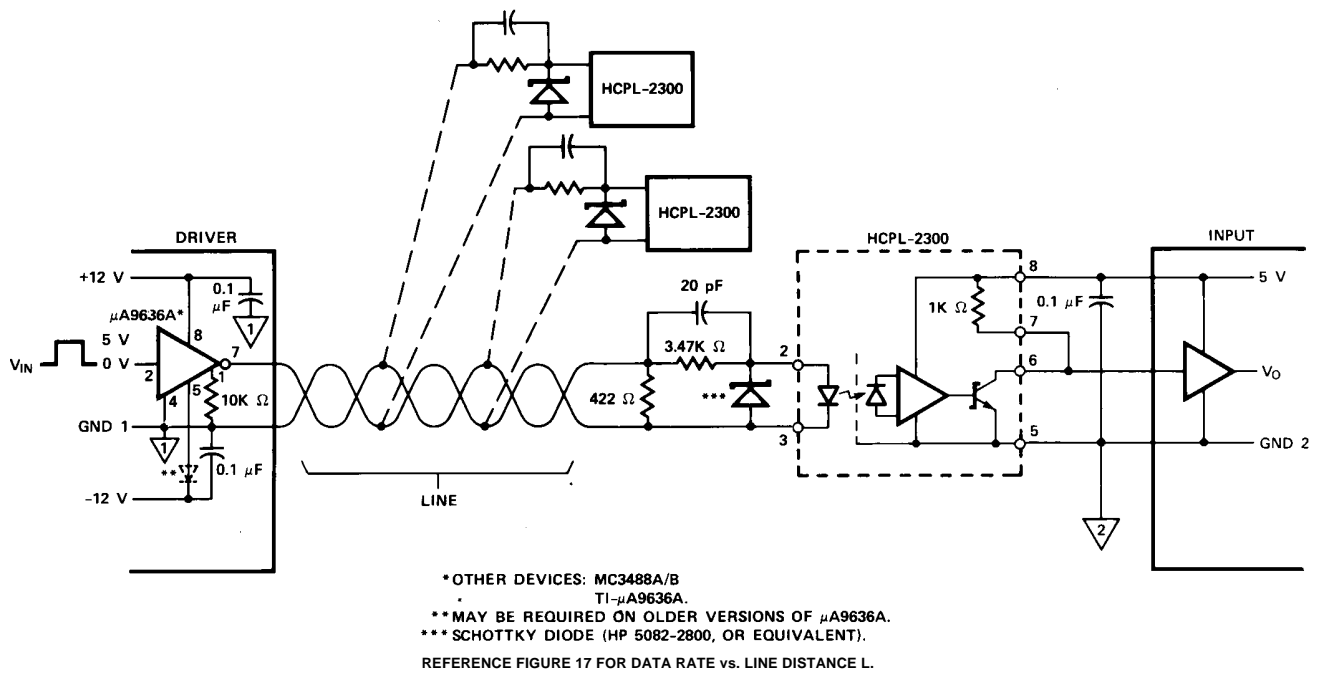 HCPL-2300
HCPL-2300
DRIVER
HCPL-2300
INPUT
+12 V
0.1
μF
1
μA9636A*
8
5 V
0 V
VIN
2
7
1
5
4
10K Ω
GND 1
1
**
0.1 μF
-12 V
LINE
20 pF
3.47K Ω
422 Ω
***
2
3
8
1K Ω
7
6
5
0.1 μF
2
5 V
VO
GND 2
*OTHER DEVICES: MC3488A/B
TI-μA9636A.
**MAY BE REQUIRED ON OLDER VERSIONS OF μA9636A.
***SCHOTTKY DIODE (HP 5082-2800, OR EQUIVALENT).
REFERENCE FIGURE 17 FOR DATA RATE vs. LINE DISTANCE L.